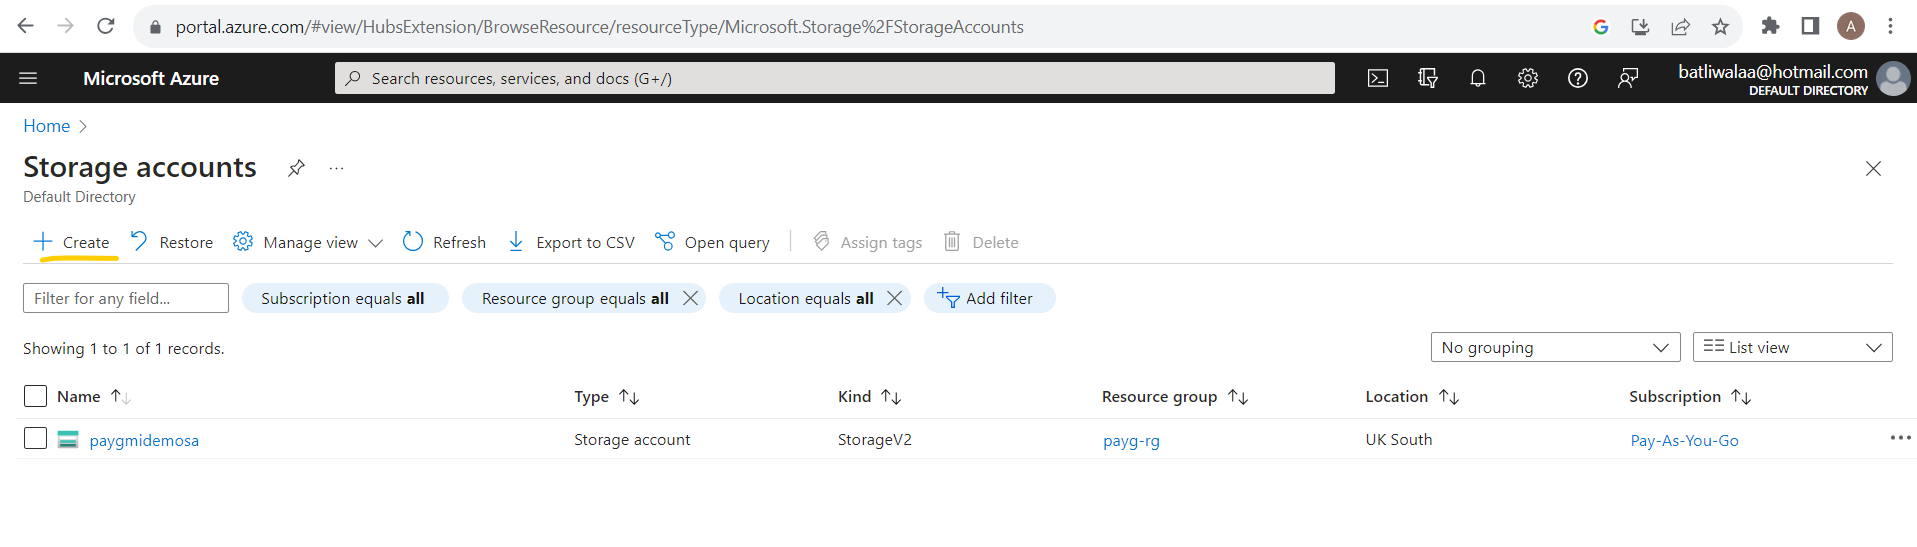 portal.azure.com/#view/HubsExtension/BrowseResource/resourceType/Microsoft.Storage%2FStorageAccounts
A
Microsoft Azure
Search resources, services, and docs (G+/)
batliwalaa@hotmail.com
DEFAULT DIRECTORY
Home
Storage accounts
Default Directory
Create Restore Manage view Refresh Export to CSV Open query Assign tags Delete
Filter for any field... Subscription equals all Resource group equals all Location equals all Add filter
Showing 1 to 1 of 1 records. No grouping List view
Name Type Kind Resource group Location Subscription
paygmidemosa Storage account StorageV2 payg-rg UK South Pay-As-You-Go